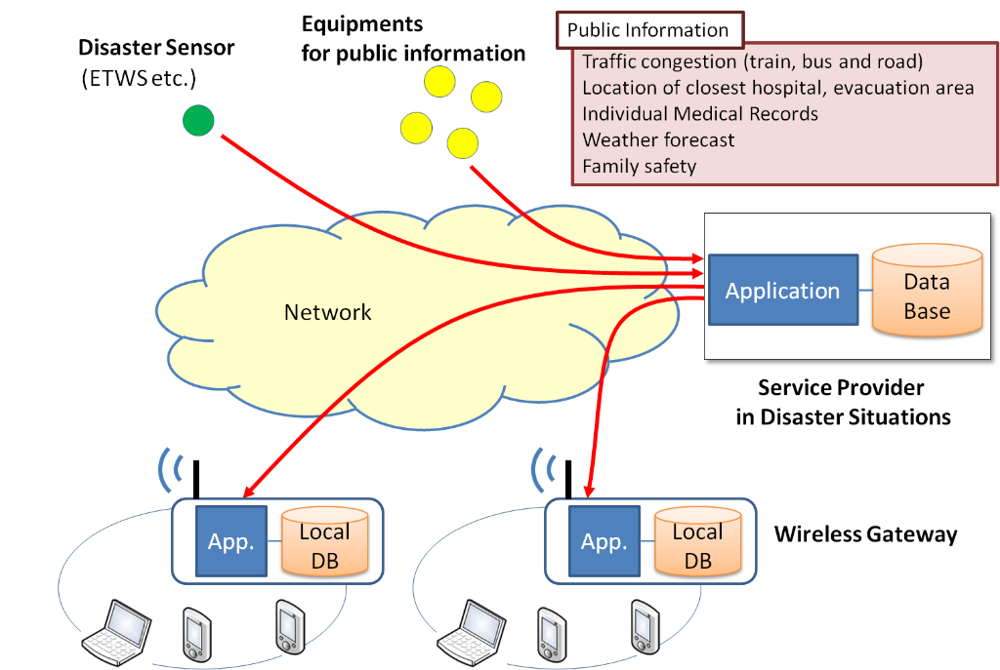 Disaster Sensor
(ETWS etc.)
Equipments
for public information
Public Information
Traffic congestion (train, bus and road)
Location of closest hospital, evacuation area
Individual Medical Records
Weather forecast
Family safety
Network
Application
Data
Base
Service Provider
in Disaster Situations
App.
Local
DB
App.
Local
DB
Wireless Gateway